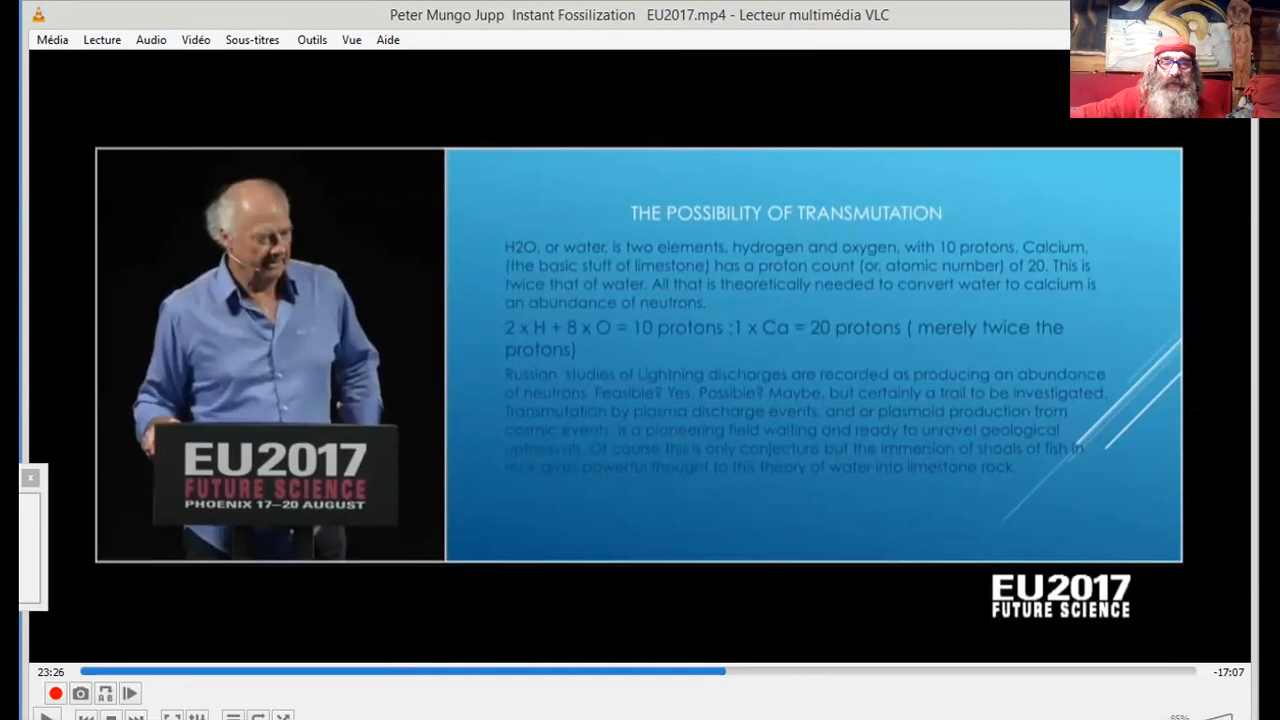 Peter Mungo Jupp Instant Fossilization EU2017.mp4 - Lecteur multimédia VLC
Média Lecture Audio Vidéo Sous-titres Outils Vue Aide
THE POSSIBILITY OF TRANSMUTATION
H2O, or water, is two elements, hydrogen and oxygen, with 10 protons. Calcium,
(the basic stuff of limestone) has a proton count (or, atomic number) of 20. This is
twice that of water. All that is theoretically needed to convert water to calcium is
an abundance of neutrons.
2 x H + 8 x O = 10 protons ;1 x Ca = 20 protons ( merely twice the
protons)
Russian studies of Lightning discharges are recorded as producing an abundance
of neutrons. Feasible? Yes. Possible? Maybe, but certainly a trail to be investigated.
Transmutation by plasma discharge events, and or plasmoid production from
cosmic events, is a pioneering field waiting and ready to unravel geological
upheavals. Of course this is only conjecture but the immersion of shoals of fish in
rock gives powerful thought to this theory of water into limestone rock.
EU2017
FUTURE SCIENCE
PHOENIX 17–20 AUGUST
EU2017
FUTURE SCIENCE
x
23:26
-17:07
A B
85%